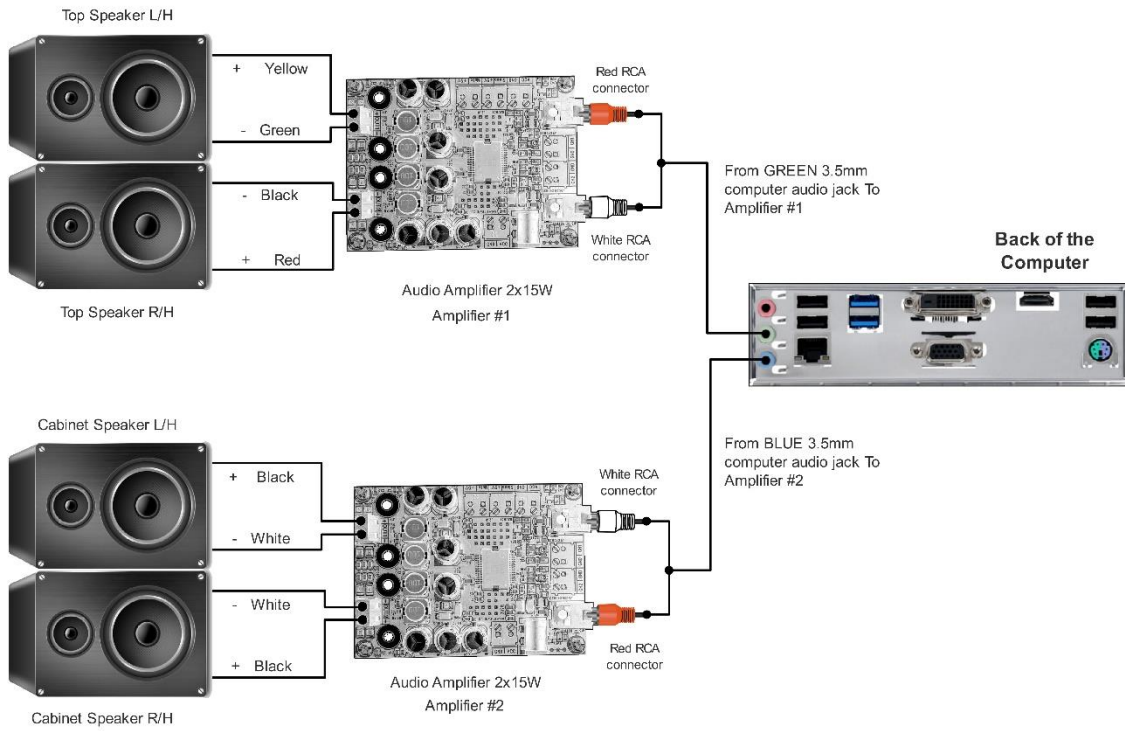 Top Speaker L/H
+ Yellow
- Green
- Black
+ Red
Top Speaker R/H
Red RCA
connector
White RCA
connector
Audio Amplifier 2x15W
Amplifier #1
From GREEN 3.5mm
computer audio jack To
Amplifier #1
Back of the
Computer
Cabinet Speaker L/H
+ Black
- White
- White
+ Black
Cabinet Speaker R/H
White RCA
connector
Red RCA
connector
Audio Amplifier 2x15W
Amplifier #2
From BLUE 3.5mm
computer audio jack To
Amplifier #2